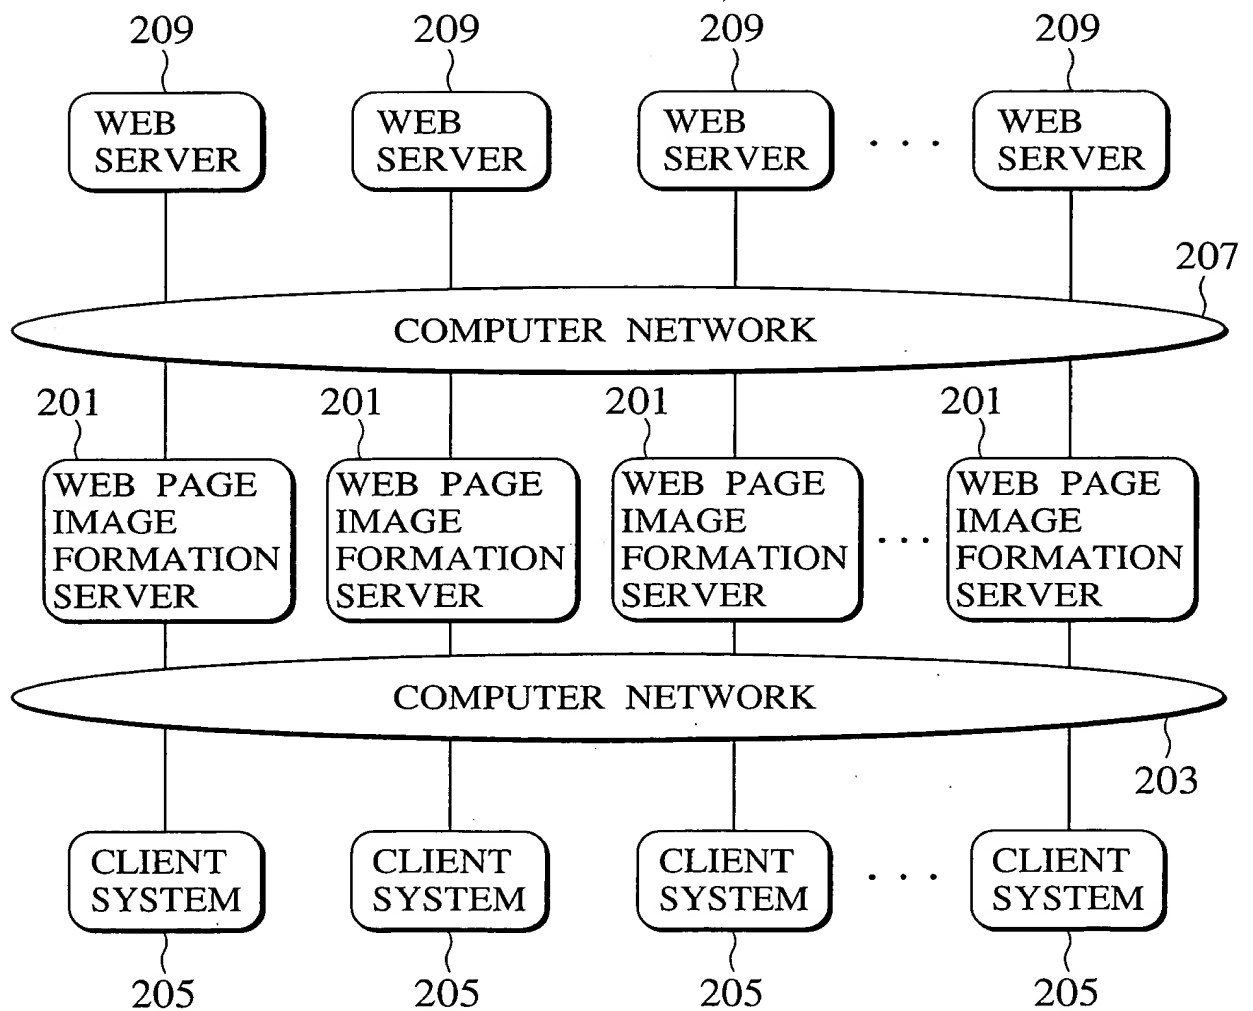 209 209 209 209
WEB SERVER
WEB SERVER
WEB SERVER
. . .
WEB SERVER
207
COMPUTER NETWORK
201 201 201 201
WEB PAGE
IMAGE
FORMATION
SERVER
WEB PAGE
IMAGE
FORMATION
SERVER
WEB PAGE
IMAGE
FORMATION
SERVER
. . .
WEB PAGE
IMAGE
FORMATION
SERVER
COMPUTER NETWORK
203
CLIENT
SYSTEM
CLIENT
SYSTEM
CLIENT
SYSTEM
. . .
CLIENT
SYSTEM
205 205 205 205